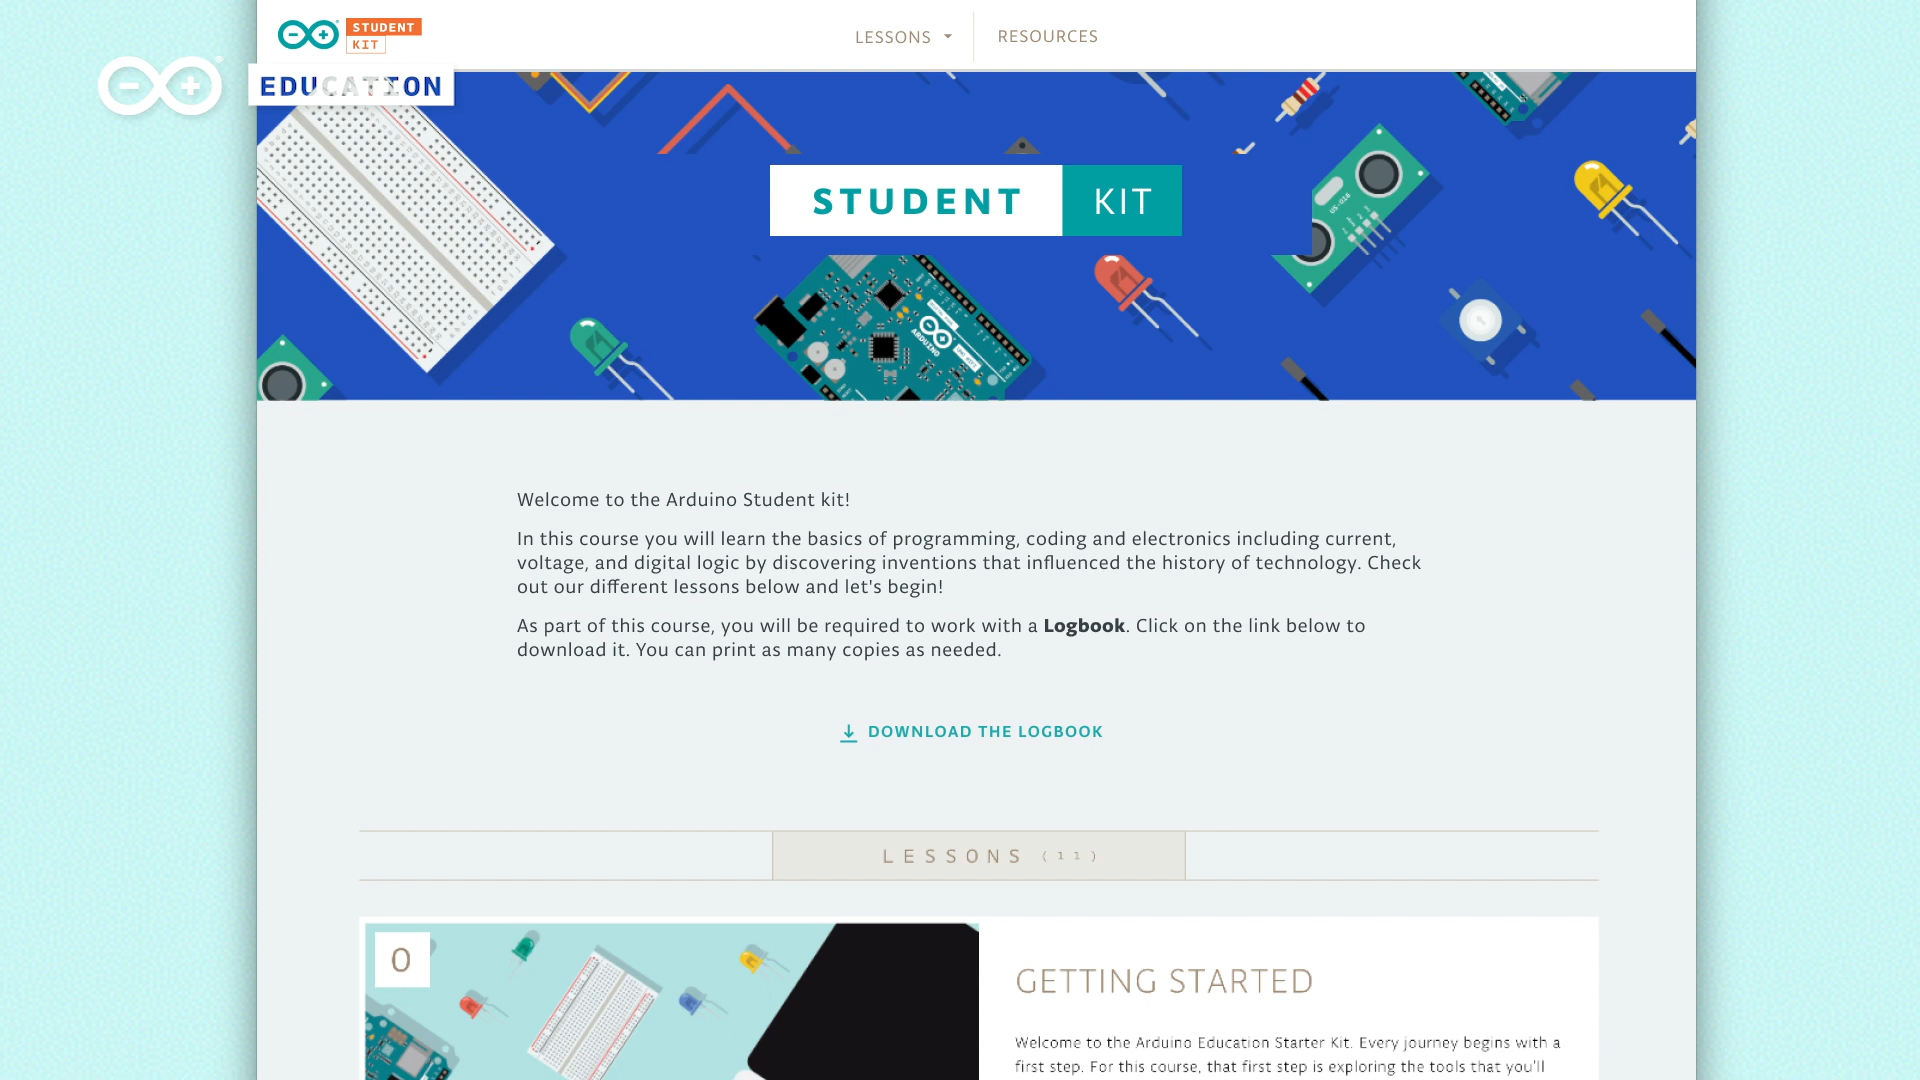 STUDENT
KIT
LESSONS
RESOURCES
EDUCATION
STUDENT KIT
US-016
ARDUINO
Welcome to the Arduino Student kit!
In this course you will learn the basics of programming, coding and electronics including current,
voltage, and digital logic by discovering inventions that influenced the history of technology. Check
out our different lessons below and let's begin!
As part of this course, you will be required to work with a Logbook. Click on the link below to
download it. You can print as many copies as needed.
DOWNLOAD THE LOGBOOK
LESSONS (11)
0
GETTING STARTED
Welcome to the Arduino Education Starter Kit. Every journey begins with a
first step. For this course, that first step is exploring the tools that you'll